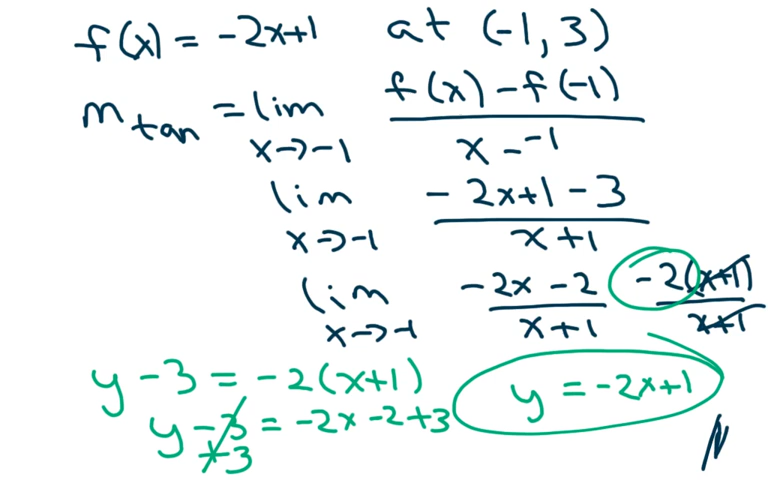 f(x) = -2x+1 at (-1, 3)
m tan = lim x→-1 f(x) - f(-1) / x - -1
lim x→-1 -2x+1-3 / x+1
lim x→-1 -2x-2 / x+1 -2(x+1) / x+1
y-3 = -2(x+1) y = -2x+1
y-3 = -2x-2+3
+3